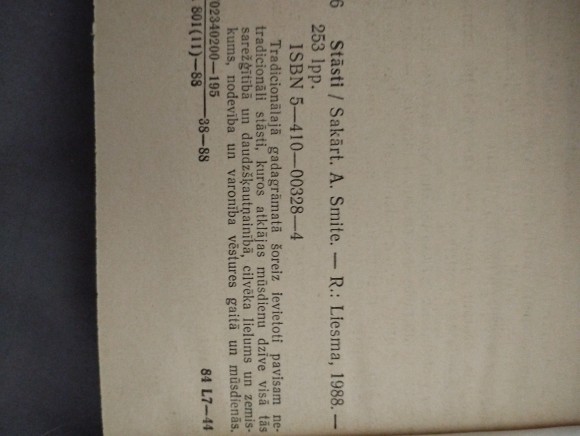 6 Stāsti / Sakārt. A. Smite. — R.: Liesma, 1988. —
253 lpp.
ISBN 5—410—00328—4
Tradicionālajā gadagrāmatā šoreiz ievietoti pavisam ne-
tradicionāli stāsti, kuros atklājas mūsdienu dzīve visā tās
sarežģītībā un daudzšķautņainībā, cilvēka lielums un zemis-
kums, nodevība un varonība vēstures gaitā un mūsdienās.
02340200—195
801(11)—88
38—88
84 L7—44